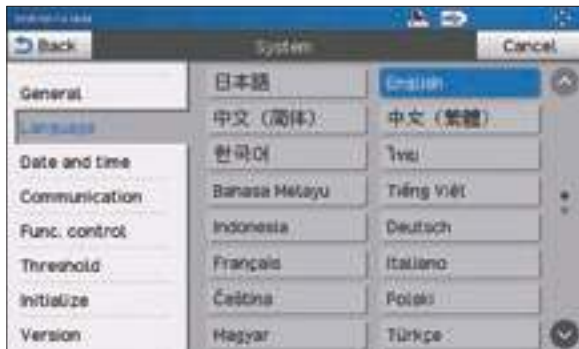 Back
System
Cancel
General
Language
Date and time
Communication
Func. control
Threshold
Initialize
Version
日本語
English
中文（简体）
中文（繁體）
한국어
ไทย
Bahasa Melayu
Tiếng Việt
Indonesia
Deutsch
Français
Italiano
Čeština
Polski
Magyar
Türkçe